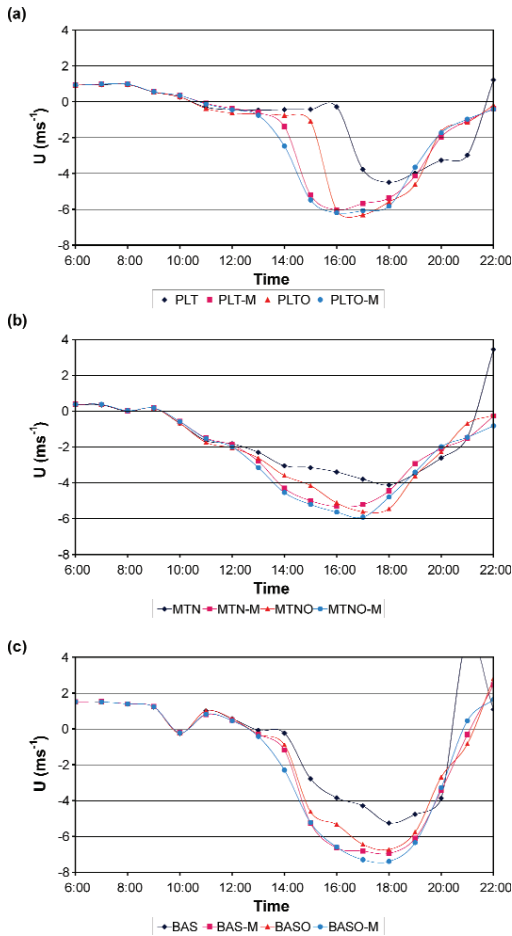 (a)
4
2
0
-2
-4
-6
-8
U (ms-1)
6:00 8:00 10:00 12:00 14:00 16:00 18:00 20:00 22:00
Time
PLT PLT-M PLTO PLTO-M
(b)
4
2
0
-2
-4
-6
-8
U (ms-1)
6:00 8:00 10:00 12:00 14:00 16:00 18:00 20:00 22:00
Time
MTN MTN-M MTNO MTNO-M
(c)
4
2
0
-2
-4
-6
-8
U (ms-1)
6:00 8:00 10:00 12:00 14:00 16:00 18:00 20:00 22:00
Time
BAS BAS-M BASO BASO-M